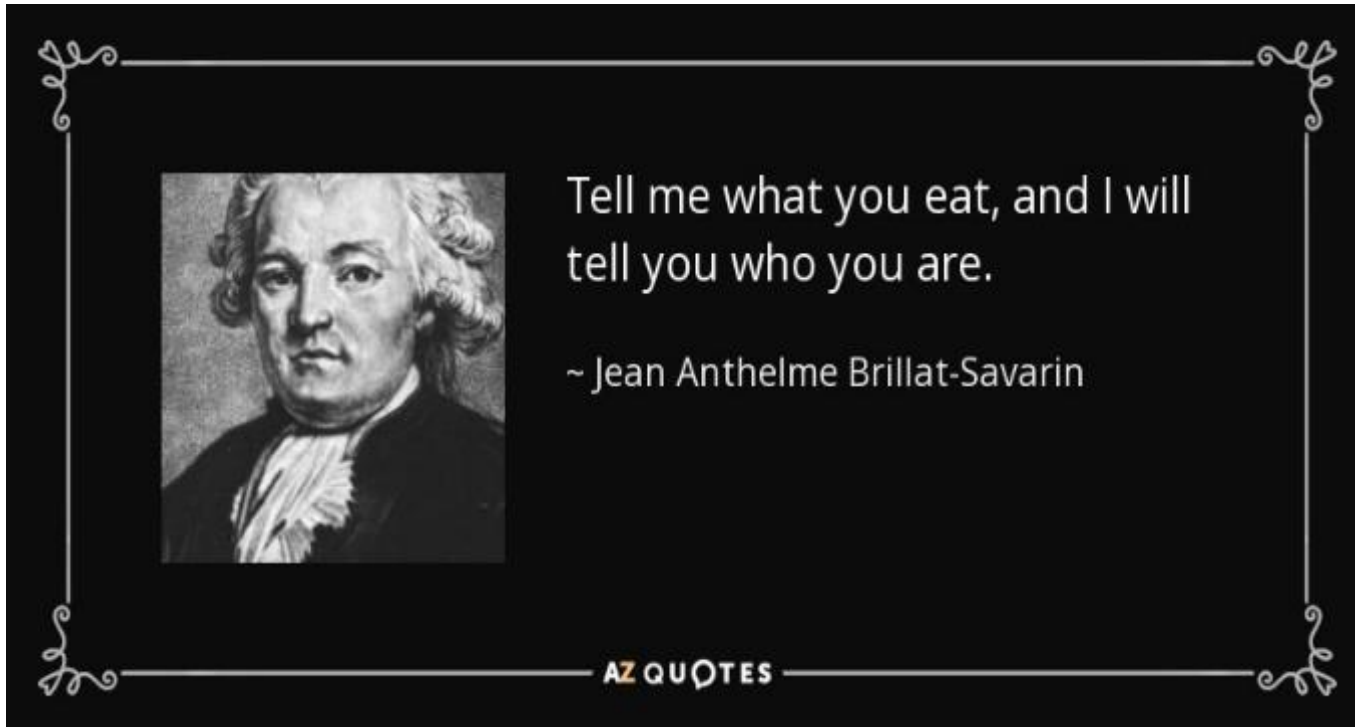 Tell me what you eat, and I will
tell you who you are.
~ Jean Anthelme Brillat-Savarin
AZ QUOTES